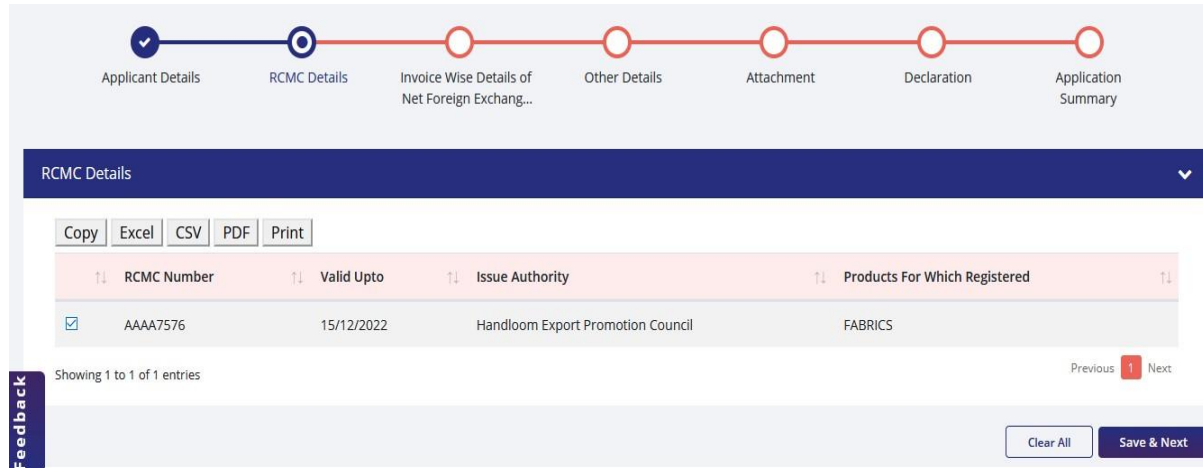 Applicant Details
RCMC Details
Invoice Wise Details of
Net Foreign Exchang...
Other Details
Attachment
Declaration
Application
Summary
RCMC Details
Copy Excel CSV PDF Print
RCMC Number Valid Upto Issue Authority Products For Which Registered
AAAA7576 15/12/2022 Handloom Export Promotion Council FABRICS
Showing 1 to 1 of 1 entries
Previous 1 Next
Feedback
Clear All Save & Next